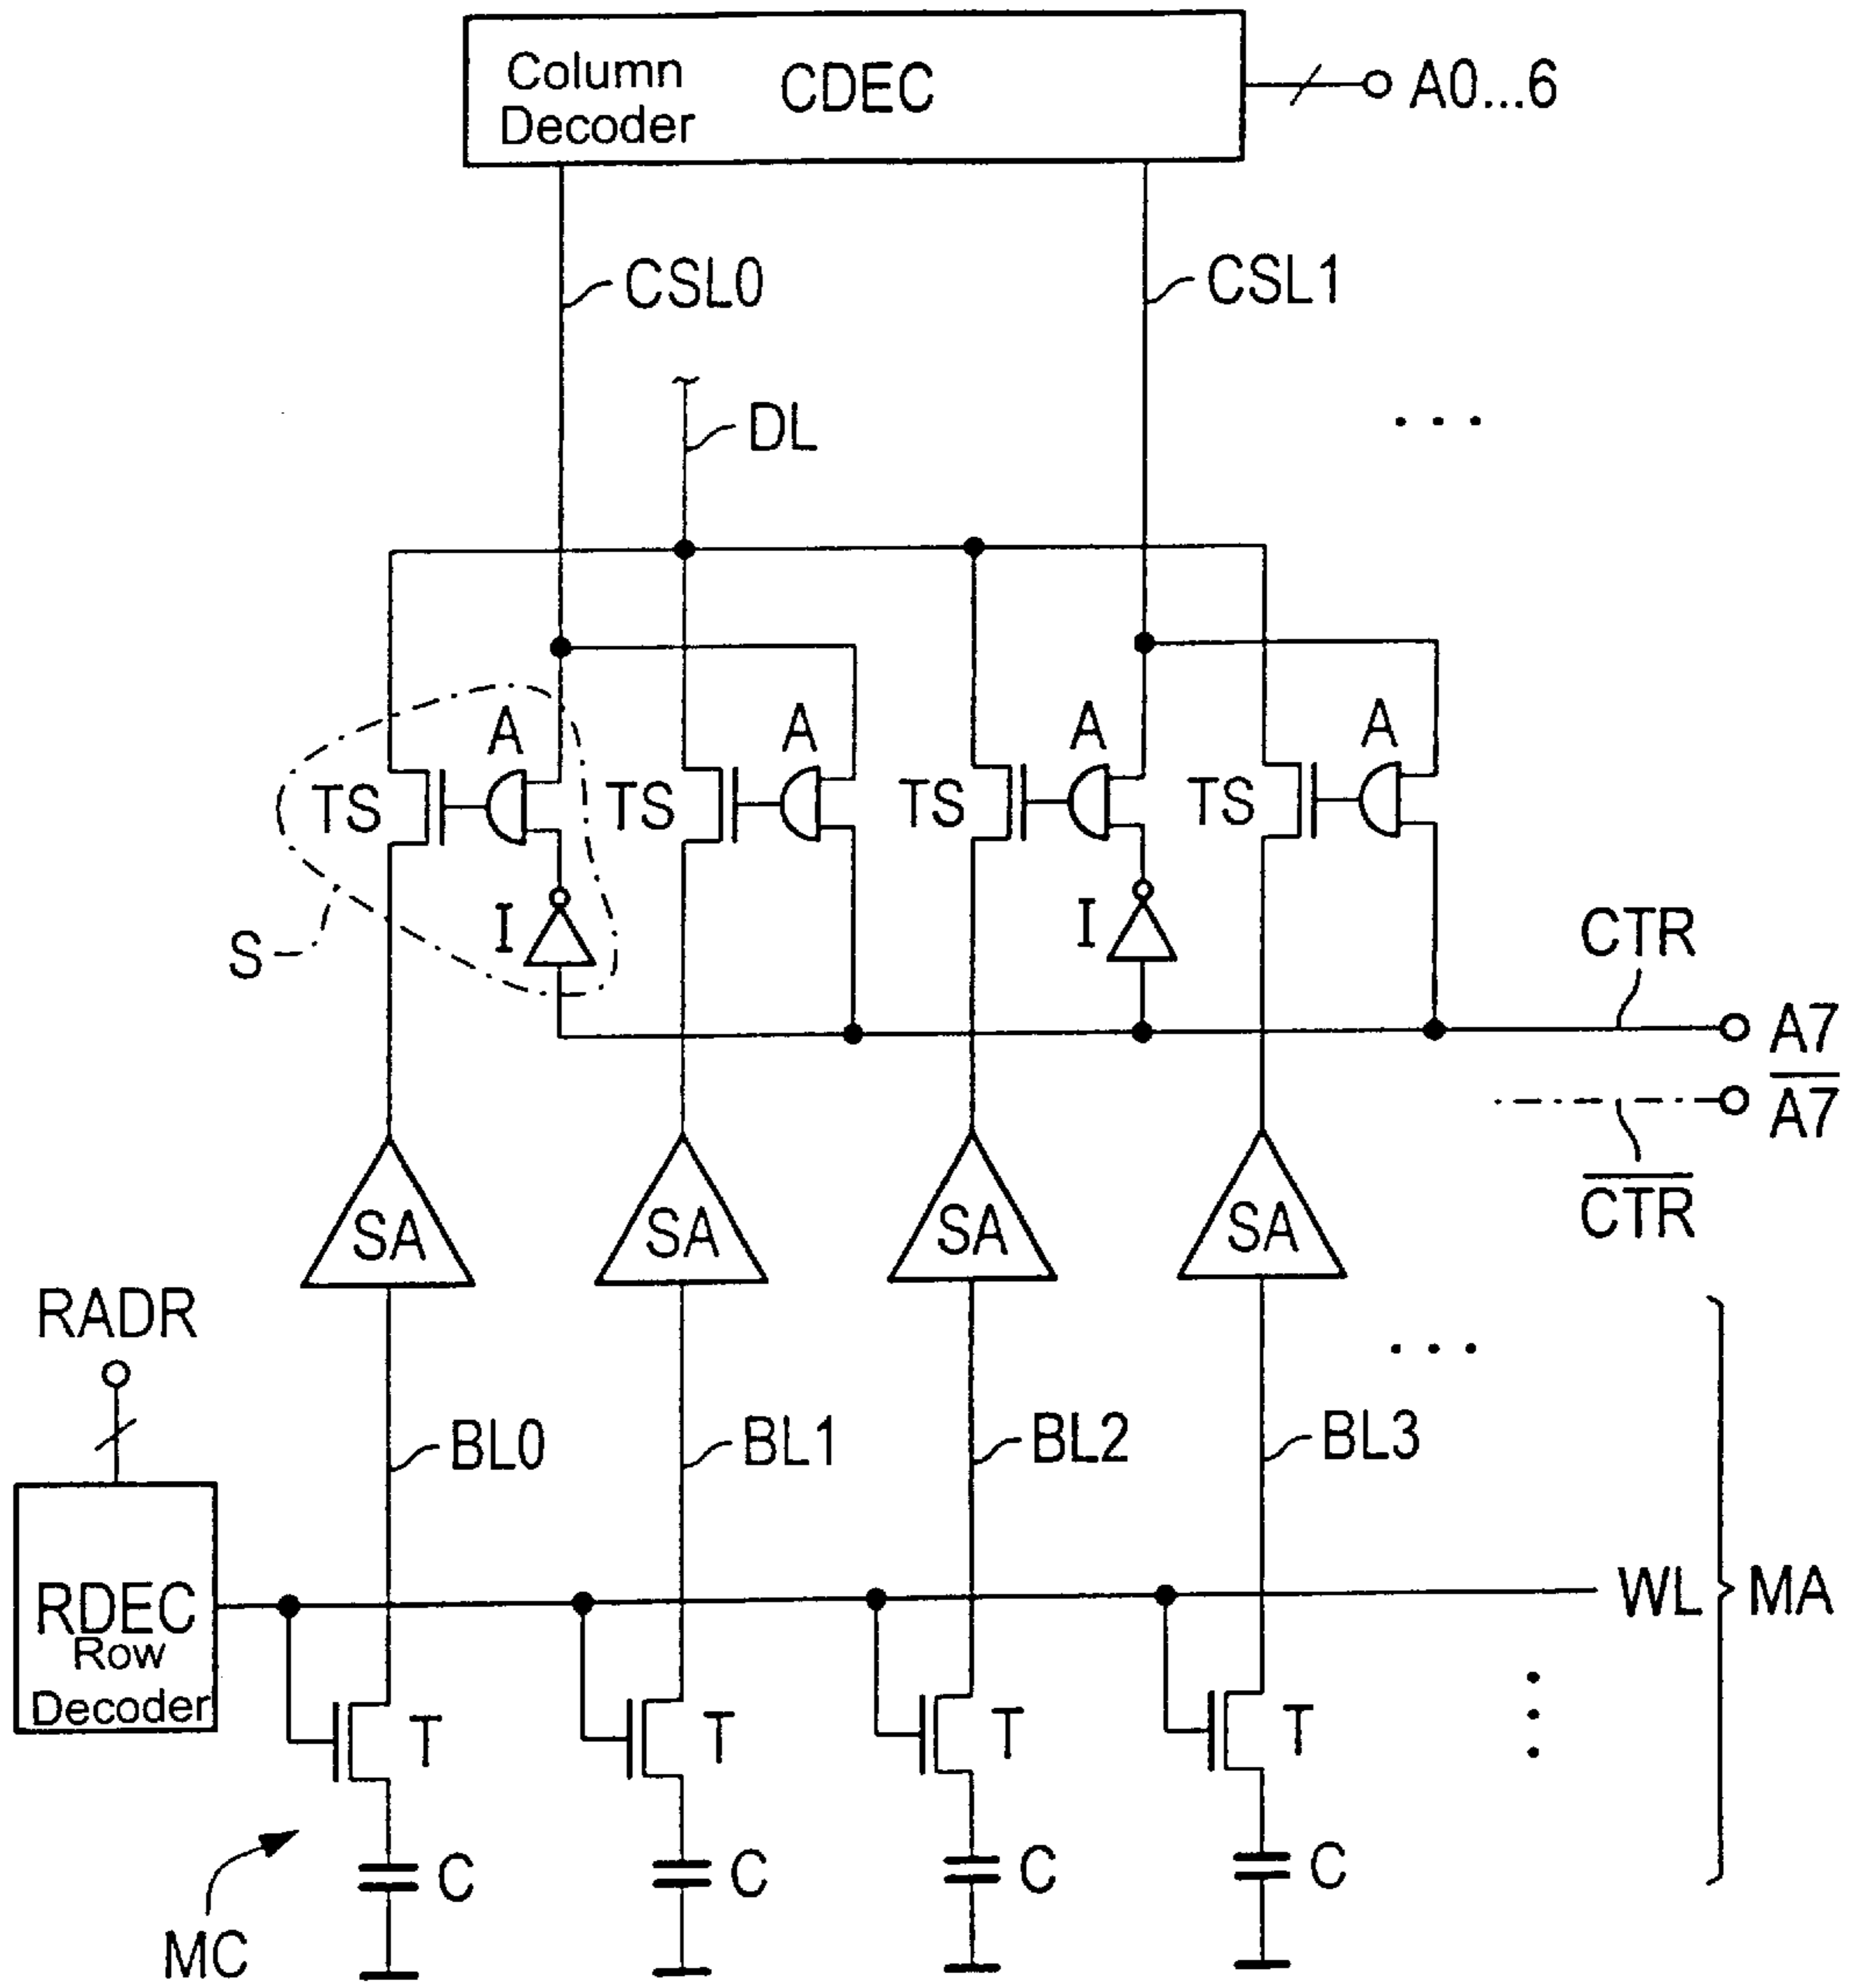 Column
Decoder
CDEC
A0...6
CSL0
CSL1
DL
. . .
A
A
A
A
TS
TS
TS
TS
I
I
S
CTR
A7
A7̅
C̅T̅R̅
SA
SA
SA
SA
RADR
. . .
BL0
BL1
BL2
BL3
RDEC
Row
Decoder
WL
MA
T
T
T
T
C
C
C
C
MC